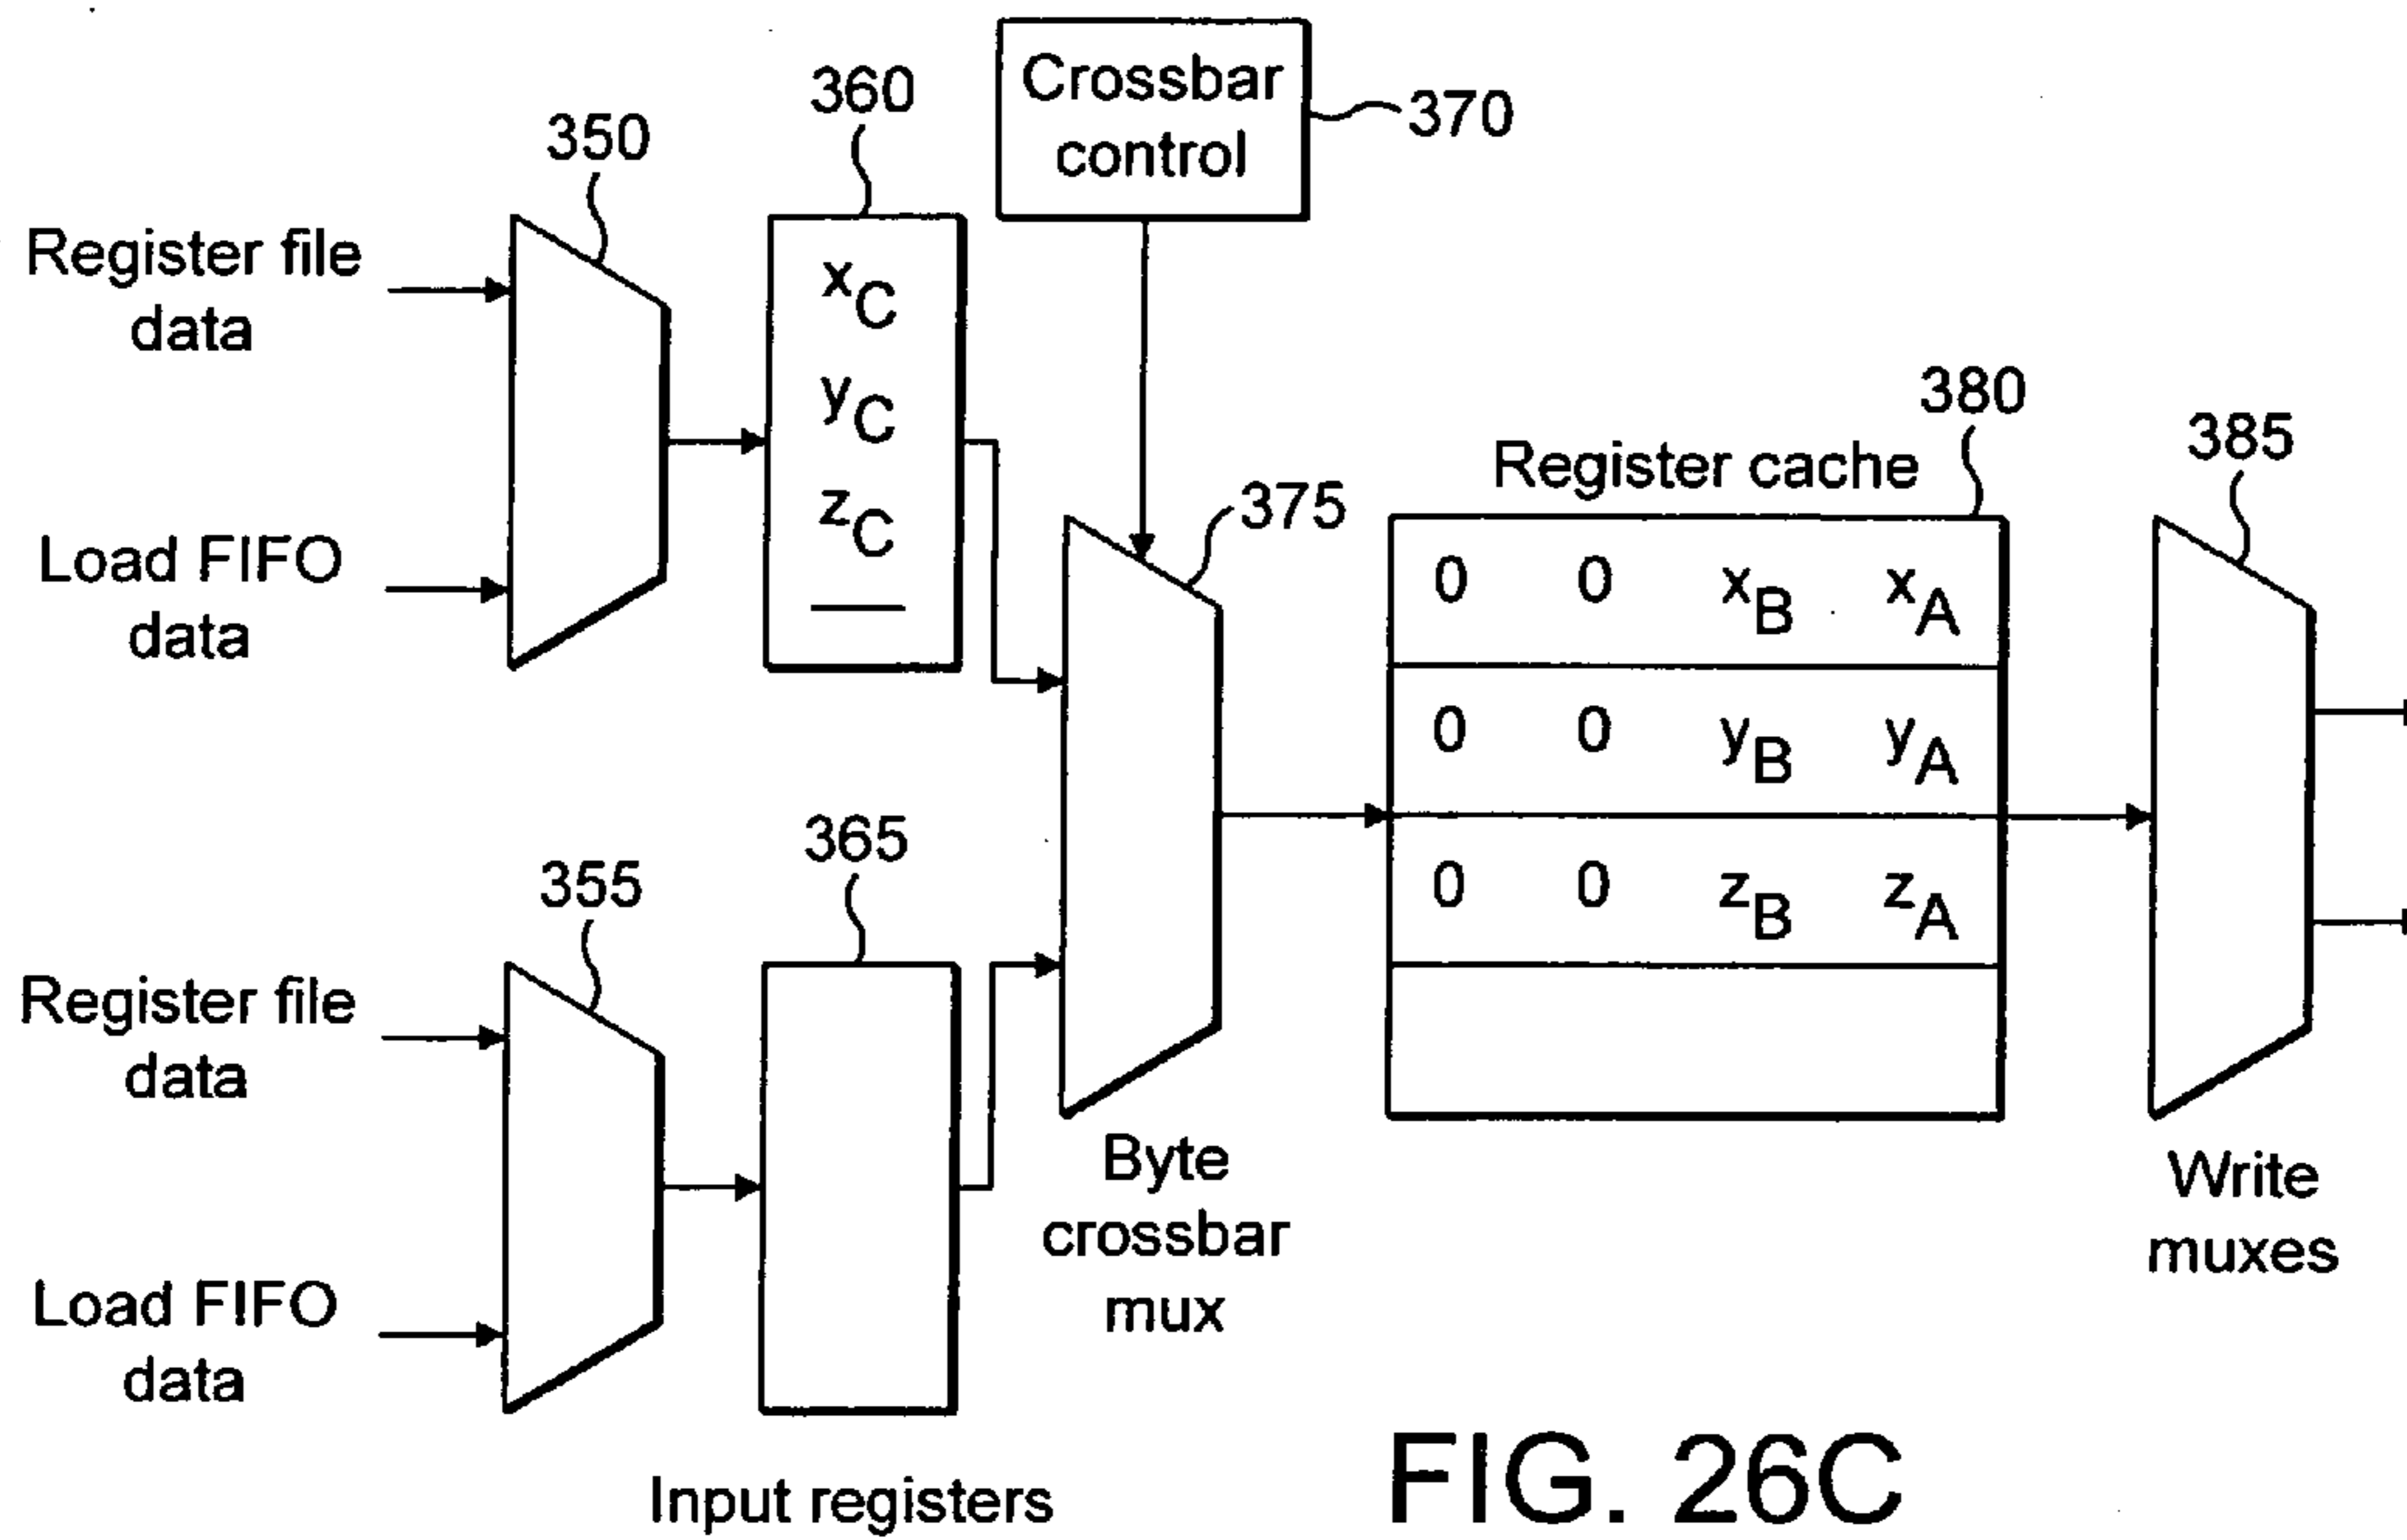 360
Crossbar
control
370
350
Register file
data
x_C
y_C
z_C
Load FIFO
data
380
385
Register cache
375
0 0 x_B x_A
0 0 y_B y_A
0 0 z_B z_A
365
355
Register file
data
Load FIFO
data
Byte
crossbar
mux
Write
muxes
Input registers
FIG. 26C